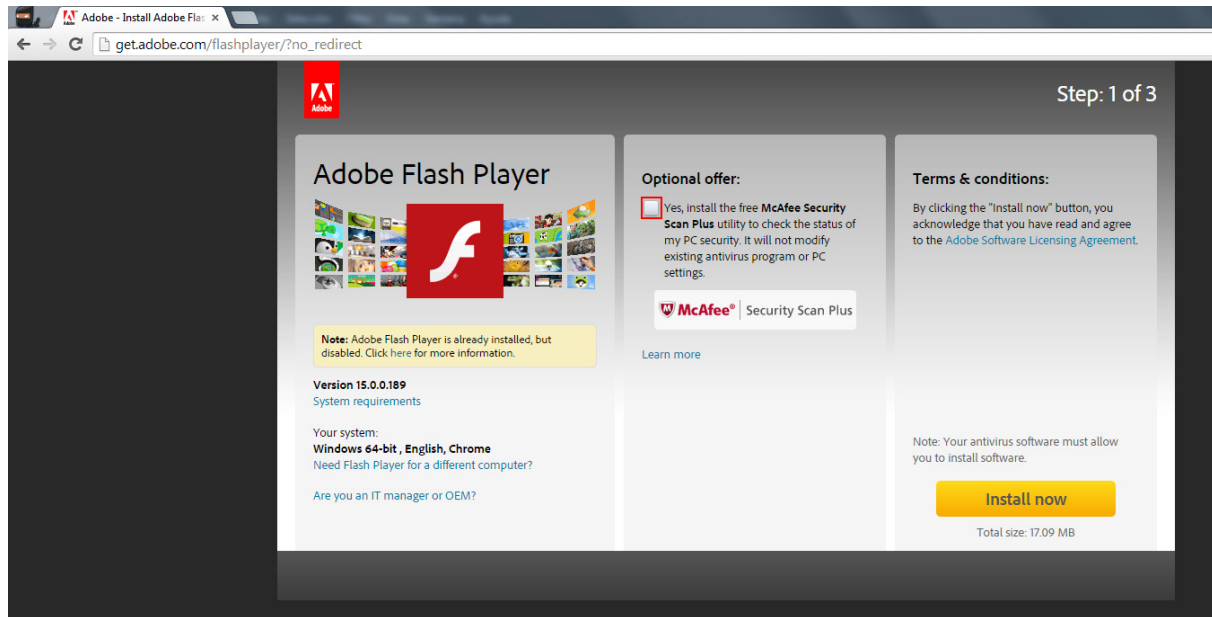 Adobe - Install Adobe Flas
get.adobe.com/flashplayer/?no_redirect
Adobe
Step: 1 of 3
Adobe Flash Player
Note: Adobe Flash Player is already installed, but
disabled. Click here for more information.
Version 15.0.0.189
System requirements
Your system:
Windows 64-bit , English, Chrome
Need Flash Player for a different computer?
Are you an IT manager or OEM?
Optional offer:
Yes, install the free McAfee Security
Scan Plus utility to check the status of
my PC security. It will not modify
existing antivirus program or PC
settings.
McAfee® Security Scan Plus
Learn more
Terms & conditions:
By clicking the "Install now" button, you
acknowledge that you have read and agree
to the Adobe Software Licensing Agreement.
Note: Your antivirus software must allow
you to install software.
Install now
Total size: 17.09 MB